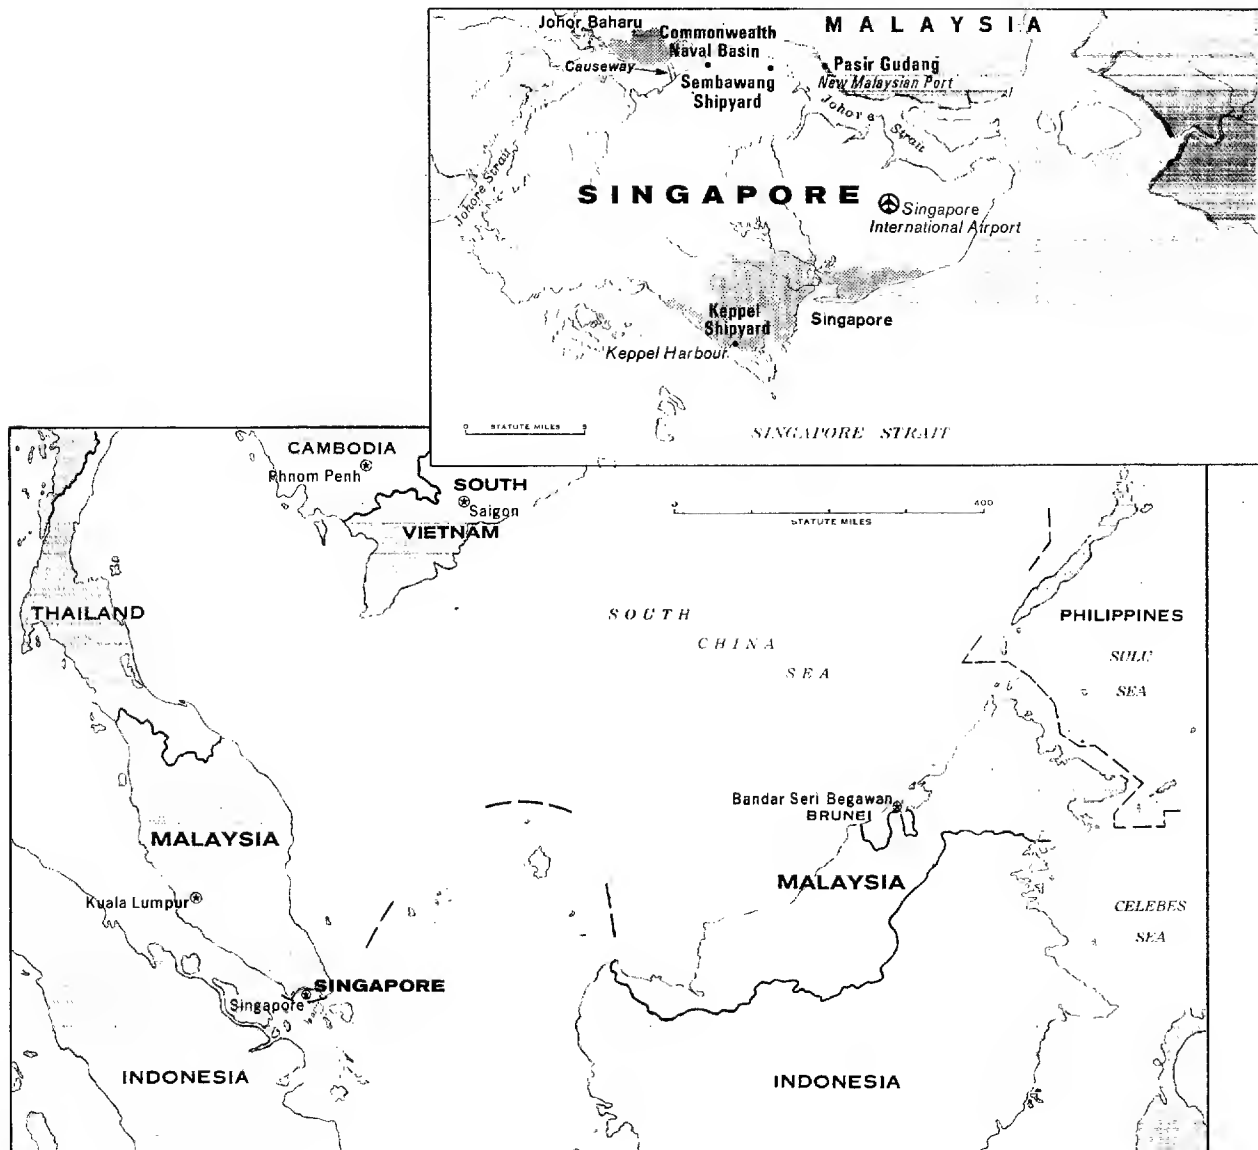 MALAYSIA
Johor Baharu
Commonwealth
Naval Basin
Causeway
Sembawang
Shipyard
Pasir Gudang
New Malaysian Port
Johore
Strait
Johore Strait
SINGAPORE
Singapore
International Airport
Keppel
Shipyard
Singapore
Keppel Harbour
0 STATUTE MILES 5
SINGAPORE STRAIT
CAMBODIA
Phnom Penh
SOUTH
Saigon
VIETNAM
0 400
STATUTE MILES
THAILAND
SOUTH
CHINA
SEA
PHILIPPINES
SULU
SEA
Bandar Seri Begawan
BRUNEI
MALAYSIA
MALAYSIA
Kuala Lumpur
CELEBES
SEA
SINGAPORE
Singapore
INDONESIA
INDONESIA